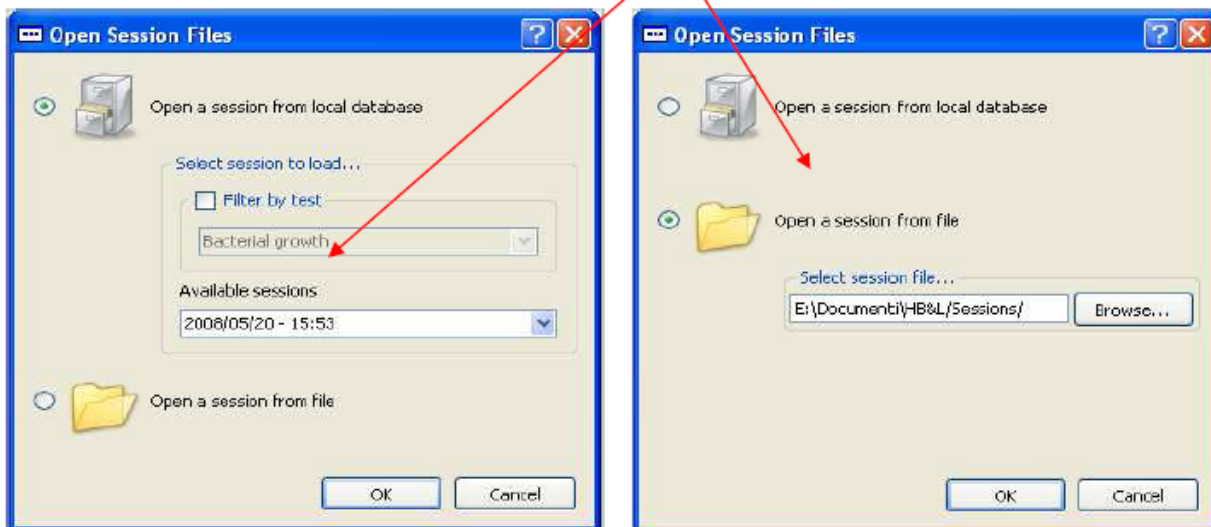 Open Session Files
Open a session from local database
Select session to load...
Filter by test
Bacterial growth
Available sessions
2008/05/20 - 15:53
Open a session from file
OK
Cancel
Open Session Files
Open a session from local database
Open a session from file
Select session file...
E:\Documenti\HB&L/Sessions/
Browse...
OK
Cancel